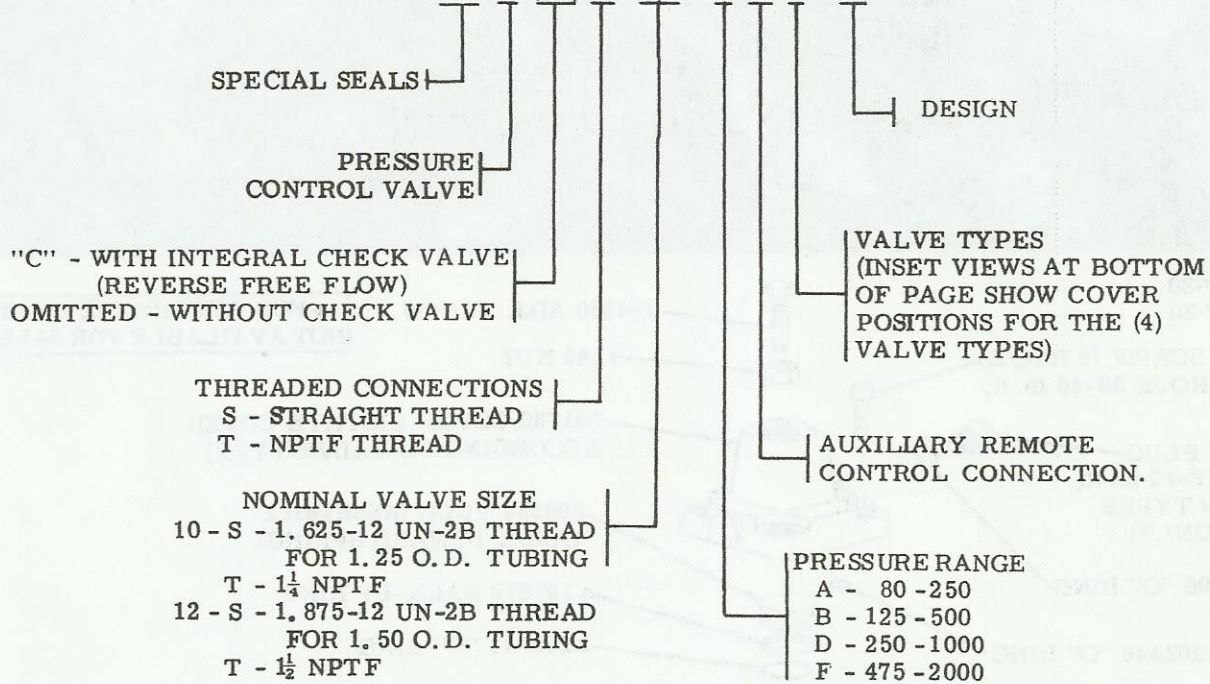 SPECIAL SEALS
DESIGN
PRESSURE
CONTROL VALVE
"C" - WITH INTEGRAL CHECK VALVE
(REVERSE FREE FLOW)
OMITTED - WITHOUT CHECK VALVE
VALVE TYPES
(INSET VIEWS AT BOTTOM
OF PAGE SHOW COVER
POSITIONS FOR THE (4)
VALVE TYPES)
THREADED CONNECTIONS
S - STRAIGHT THREAD
T - NPTF THREAD
AUXILIARY REMOTE
CONTROL CONNECTION.
NOMINAL VALVE SIZE
10 - S - 1.625-12 UN-2B THREAD
FOR 1.25 O.D. TUBING
T - 1¼ NPTF
12 - S - 1.875-12 UN-2B THREAD
FOR 1.50 O.D. TUBING
T - 1½ NPTF
PRESSURE RANGE
A - 80 -250
B - 125 -500
D - 250 -1000
F - 475 -2000